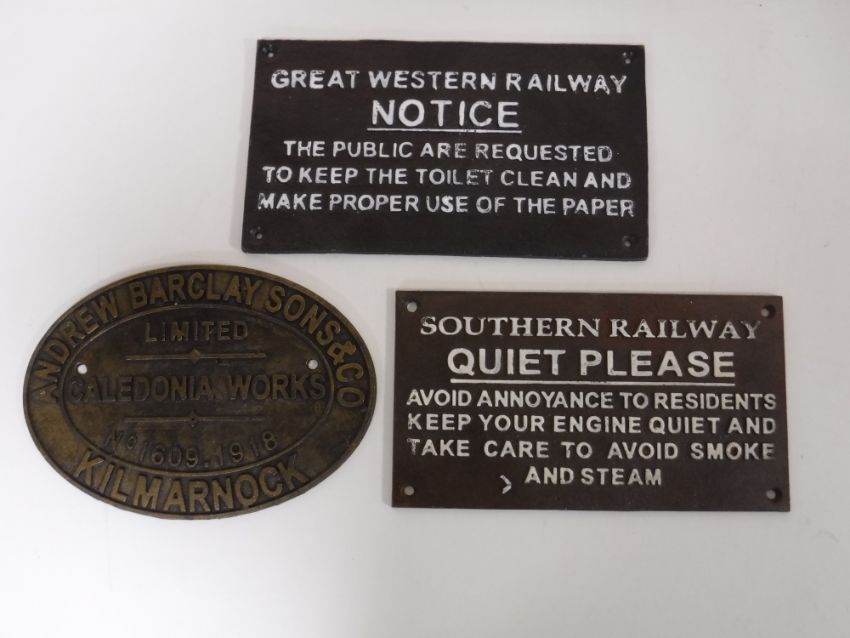 GREAT WESTERN RAILWAY
NOTICE
THE PUBLIC ARE REQUESTED
TO KEEP THE TOILET CLEAN AND
MAKE PROPER USE OF THE PAPER
ANDREW BARCLAY SONS & CO
LIMITED
CALEDONIA WORKS
No 1609.1918
KILMARNOCK
SOUTHERN RAILWAY
QUIET PLEASE
AVOID ANNOYANCE TO RESIDENTS
KEEP YOUR ENGINE QUIET AND
TAKE CARE TO AVOID SMOKE
AND STEAM